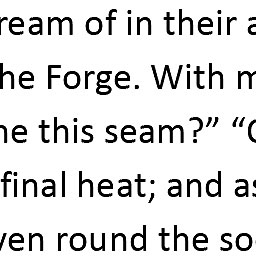 ream of in their a
he Forge. With m
ne this seam?” “C
final heat; and as
ven round the so